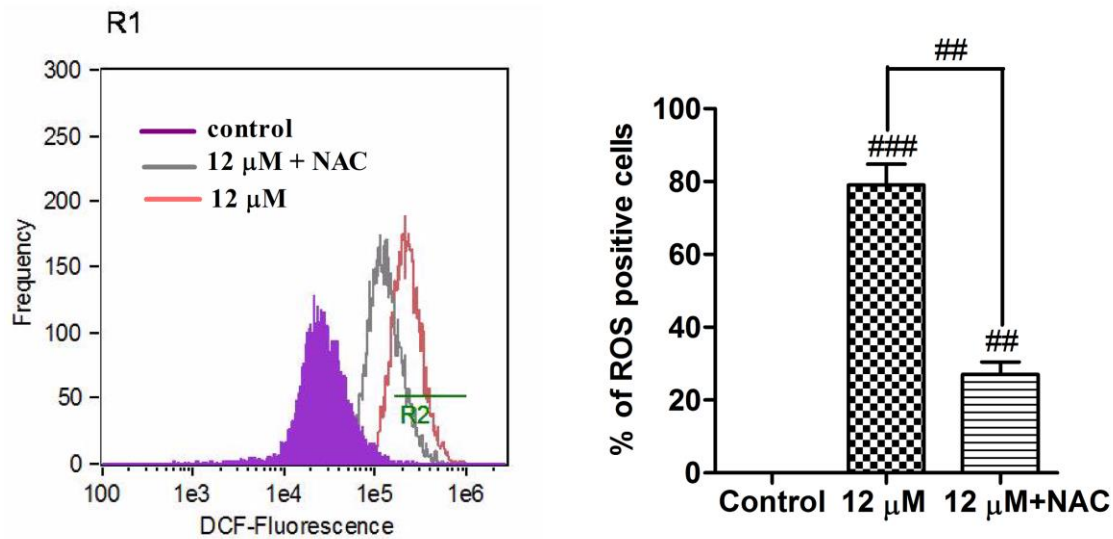 R1
300
250
200
150
100
50
0
Frequency
control
12 μM + NAC
12 μM
R2
100 1e3 1e4 1e5 1e6
DCF-Fluorescence
% of ROS positive cells
100
80
60
40
20
0
##
###
##
Control 12 μM 12 μM+NAC